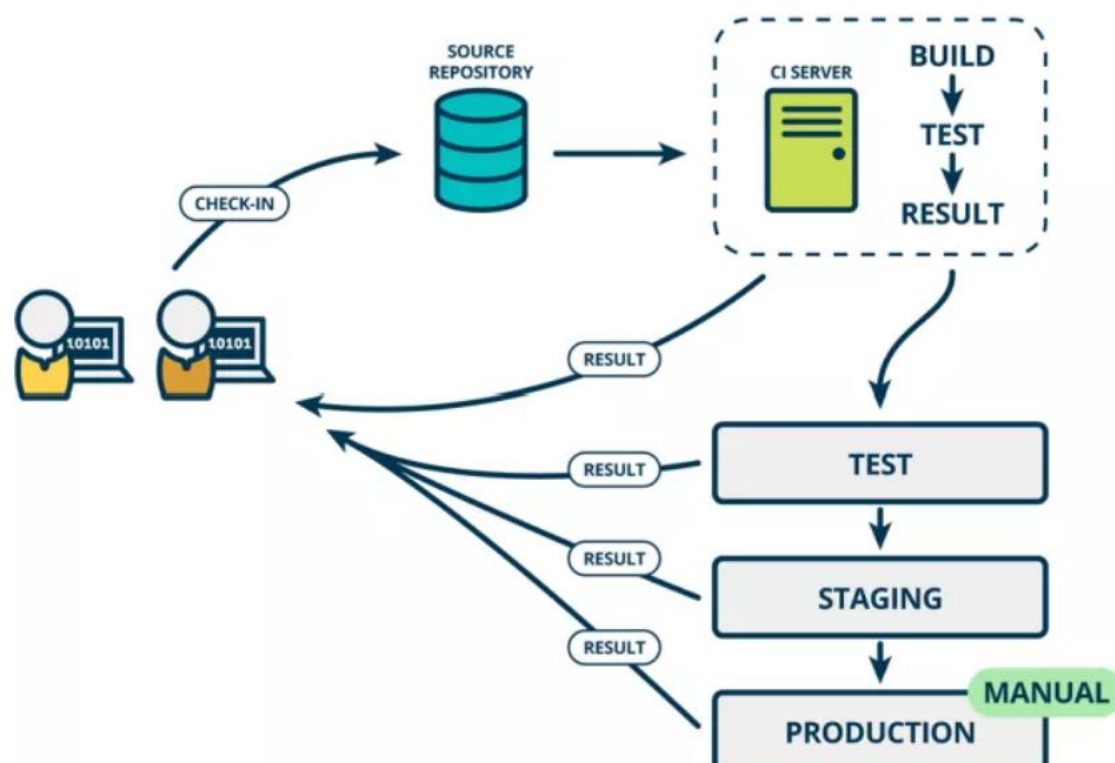 SOURCE
REPOSITORY
CI SERVER
BUILD
TEST
RESULT
CHECK-IN
10101
10101
RESULT
TEST
RESULT
STAGING
RESULT
PRODUCTION
RESULT
MANUAL